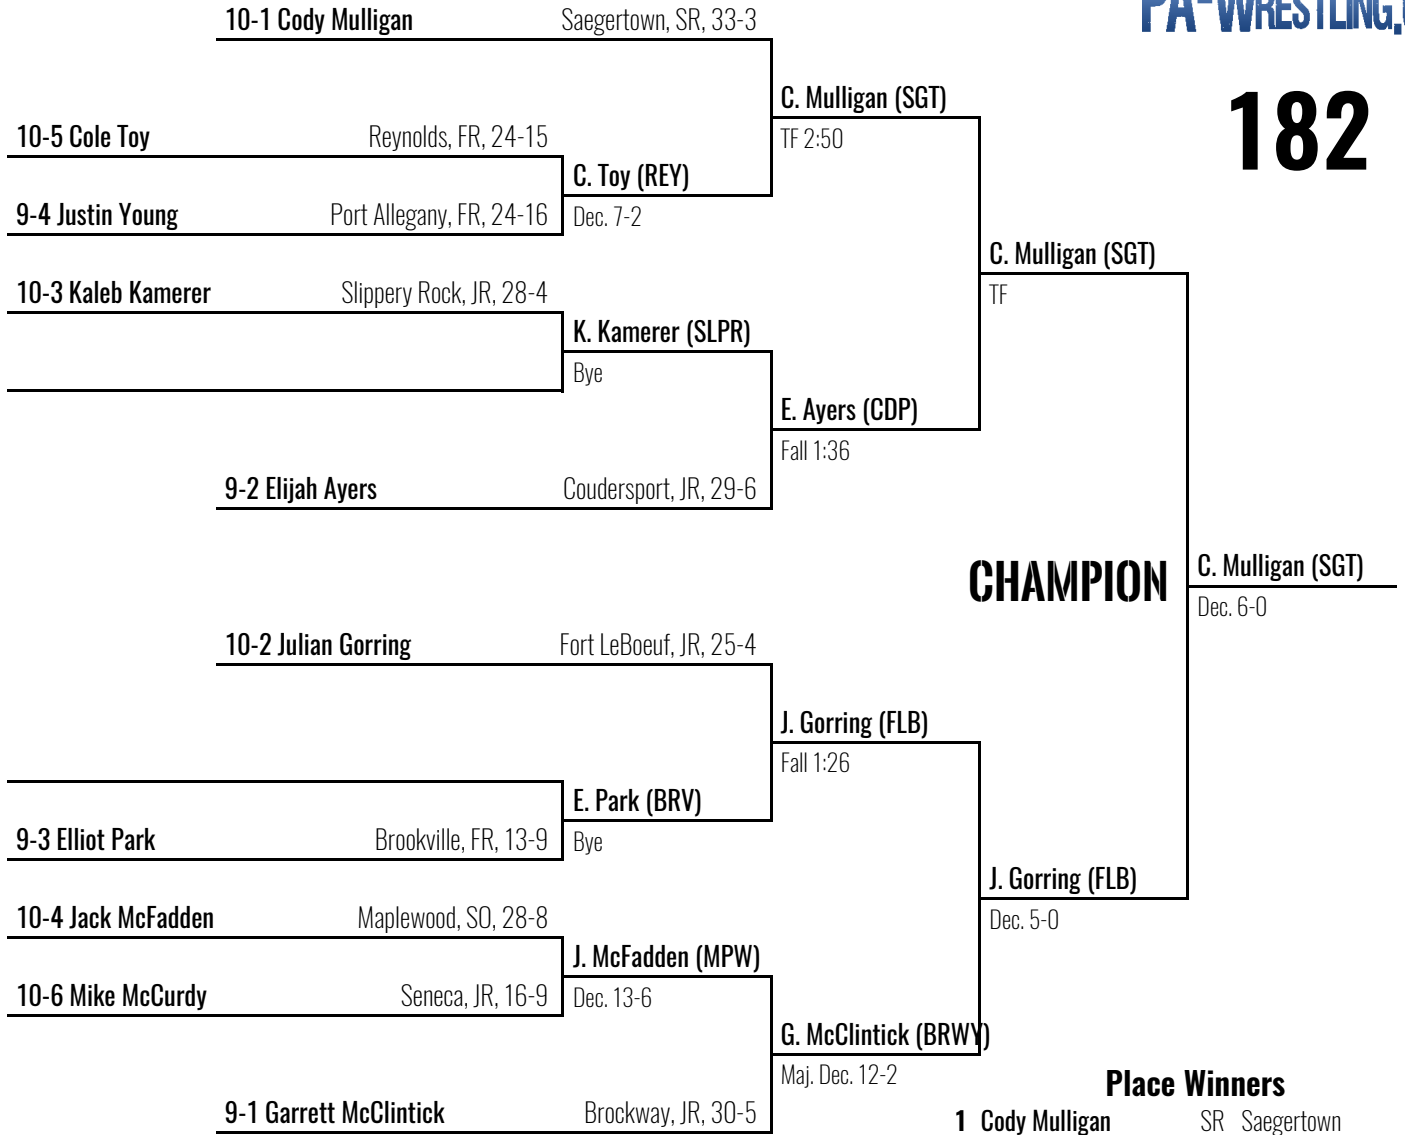 10-1 Cody Mulligan Saegertown, SR, 33-3
PA-WRESTLING.
182
C. Mulligan (SGT)
TF 2:50
10-5 Cole Toy Reynolds, FR, 24-15
C. Toy (REY)
Dec. 7-2
9-4 Justin Young Port Allegany, FR, 24-16
C. Mulligan (SGT)
TF
10-3 Kaleb Kamerer Slippery Rock, JR, 28-4
K. Kamerer (SLPR)
Bye
E. Ayers (CDP)
Fall 1:36
9-2 Elijah Ayers Coudersport, JR, 29-6
CHAMPION
C. Mulligan (SGT)
Dec. 6-0
10-2 Julian Gorring Fort LeBoeuf, JR, 25-4
J. Gorring (FLB)
Fall 1:26
E. Park (BRV)
Bye
9-3 Elliot Park Brookville, FR, 13-9
J. Gorring (FLB)
Dec. 5-0
10-4 Jack McFadden Maplewood, SO, 28-8
J. McFadden (MPW)
Dec. 13-6
10-6 Mike McCurdy Seneca, JR, 16-9
G. McClintick (BRWY)
Maj. Dec. 12-2
9-1 Garrett McClintick Brockway, JR, 30-5
Place Winners
1 Cody Mulligan SR Saegertown